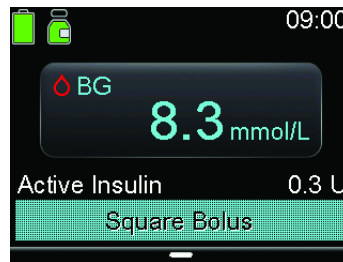 09:00
BG
8.3 mmol/L
Active Insulin 0.3 U
Square Bolus